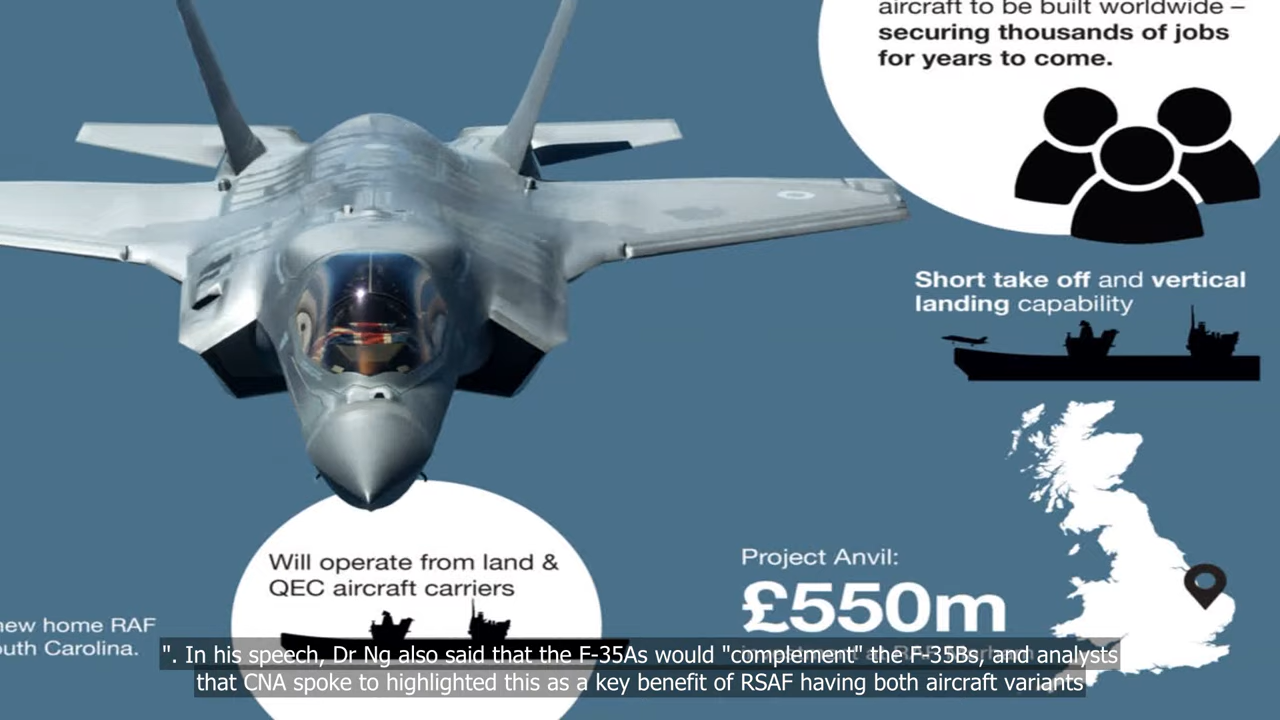 aircraft to be built worldwide –
securing thousands of jobs
for years to come.
Short take off and vertical
landing capability
Will operate from land &
QEC aircraft carriers
Project Anvil:
£550m
new home RAF
outh Carolina.
". In his speech, Dr Ng also said that the F-35As would "complement" the F-35Bs, and analysts
that CNA spoke to highlighted this as a key benefit of RSAF having both aircraft variants